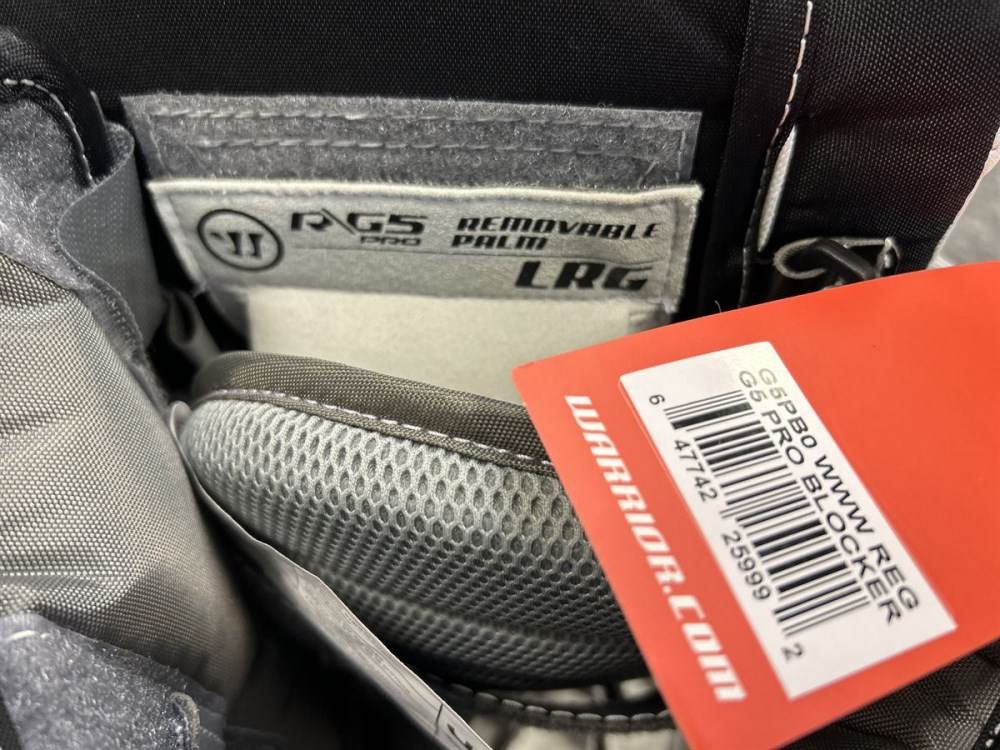 R/G5 PRO
REMOVABLE
PALM
LRG
WARRIOR.COM
G5PB0 WWW REG
G5 PRO BLOCKER
6 47742 25999 2